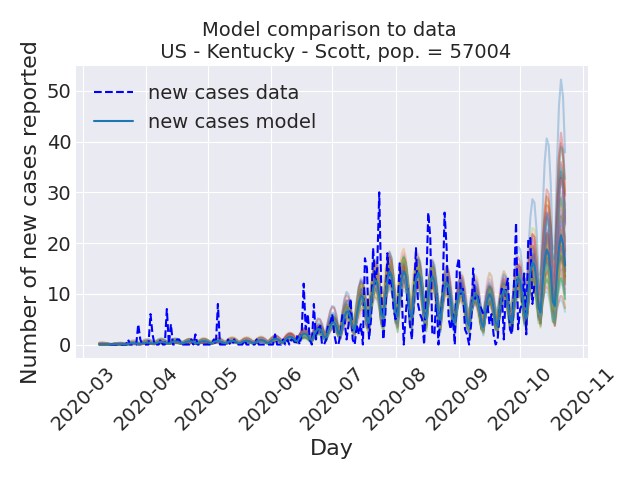 Model comparison to data
US - Kentucky - Scott, pop. = 57004
Number of new cases reported
50
40
30
20
10
0
new cases data
new cases model
2020-03
2020-04
2020-05
2020-06
2020-07
2020-08
2020-09
2020-10
2020-11
Day